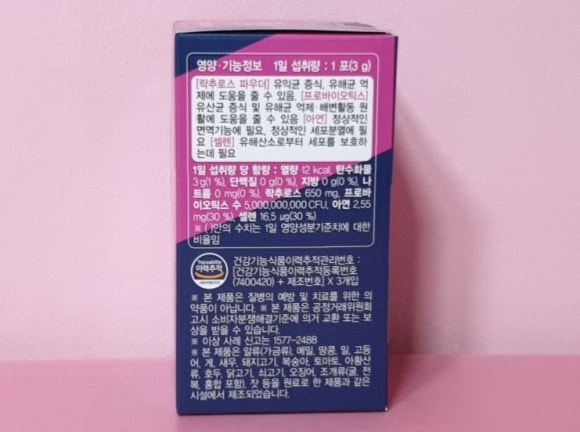 영양·기능정보 1일 섭취량 : 1 포(3 g)
[락추로스 파우더] 유익균 증식, 유해균 억
제에 도움을 줄 수 있음. [프로바이오틱스]
유산균 증식 및 유해균 억제·배변활동 원
활에 도움을 줄 수 있음 [아연] 정상적인
면역기능에 필요, 정상적인 세포분열에 필
요 [셀렌] 유해산소로부터 세포를 보호하
는데 필요
1일 섭취량 당 함량 : 열량 12 kcal, 탄수화물
3 g(1 %), 단백질 0 g(0 %), 지방 0 g(0 %), 나
트륨 0 mg(0 %), 락추로스 650 mg, 프로바
이오틱스 수 5,000,000,000 CFU, 아연 2.55
mg(30 %), 셀렌 16.5 µg(30 %)
※ ( )안의 수치는 1일 영양성분기준치에 대한
비율임
Traceability
이력추적
건강기능식품이력추적관리번호 :
[건강기능식품이력추적등록번호
(7400420) + 제조번호] X 3개입
※ 본 제품은 질병의 예방 및 치료를 위한 의
약품이 아닙니다. ※ 본 제품은 공정거래위원회
고시 소비자분쟁해결기준에 의거 교환 또는 보
상을 받을 수 있습니다.
※ 이상 사례 신고는 1577-2488
※ 본 제품은 알류(가금류), 메밀, 땅콩, 밀, 고등
어, 게, 새우, 돼지고기, 복숭아, 토마토, 아황산
류, 호두, 닭고기, 쇠고기, 오징어, 조개류(굴, 전
복, 홍합 포함), 잣 등을 원료로 한 제품과 같은
시설에서 제조되었습니다.